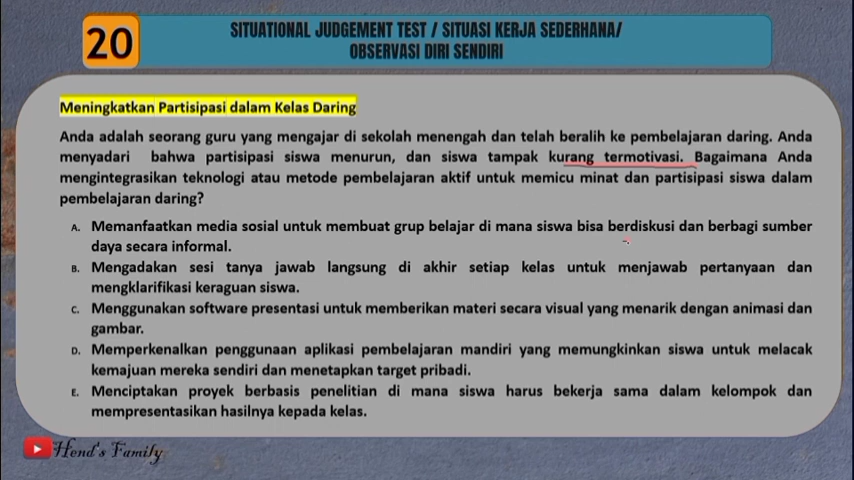 20
SITUATIONAL JUDGEMENT TEST / SITUASI KERJA SEDERHANA/
OBSERVASI DIRI SENDIRI
Meningkatkan Partisipasi dalam Kelas Daring
Anda adalah seorang guru yang mengajar di sekolah menengah dan telah beralih ke pembelajaran daring. Anda
menyadari bahwa partisipasi siswa menurun, dan siswa tampak kurang termotivasi. Bagaimana Anda
mengintegrasikan teknologi atau metode pembelajaran aktif untuk memicu minat dan partisipasi siswa dalam
pembelajaran daring?
A. Memanfaatkan media sosial untuk membuat grup belajar di mana siswa bisa berdiskusi dan berbagi sumber
daya secara informal.
B. Mengadakan sesi tanya jawab langsung di akhir setiap kelas untuk menjawab pertanyaan dan
mengklarifikasi keraguan siswa.
C. Menggunakan software presentasi untuk memberikan materi secara visual yang menarik dengan animasi dan
gambar.
D. Memperkenalkan penggunaan aplikasi pembelajaran mandiri yang memungkinkan siswa untuk melacak
kemajuan mereka sendiri dan menetapkan target pribadi.
E. Menciptakan proyek berbasis penelitian di mana siswa harus bekerja sama dalam kelompok dan
mempresentasikan hasilnya kepada kelas.
Hend's Family